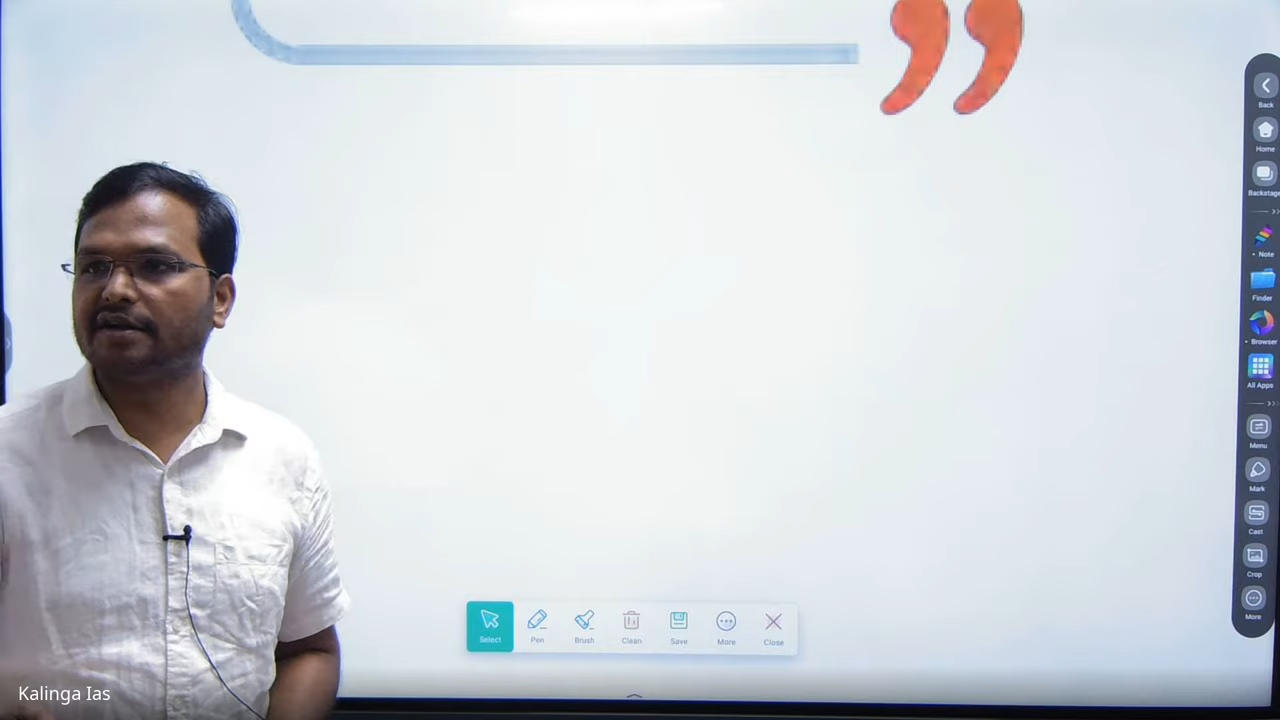 Back
Home
Backstage
Note
Finder
Browser
All Apps
Menu
Mark
Cast
Crop
More
Select
Pen
Brush
Clean
Save
More
Close
Kalinga Ias